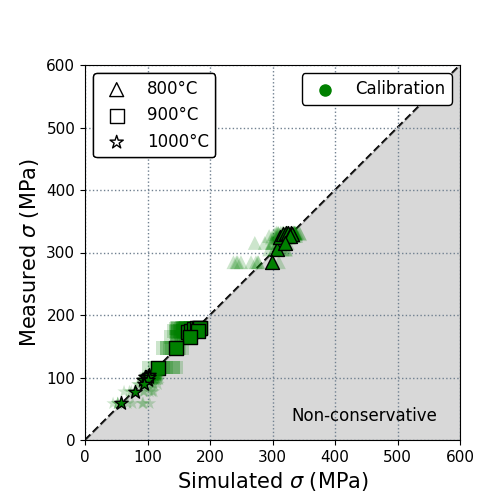 600
500
400
300
200
100
0
0 100 200 300 400 500 600
Measured σ (MPa)
Simulated σ (MPa)
800°C
900°C
1000°C
Calibration
Non-conservative